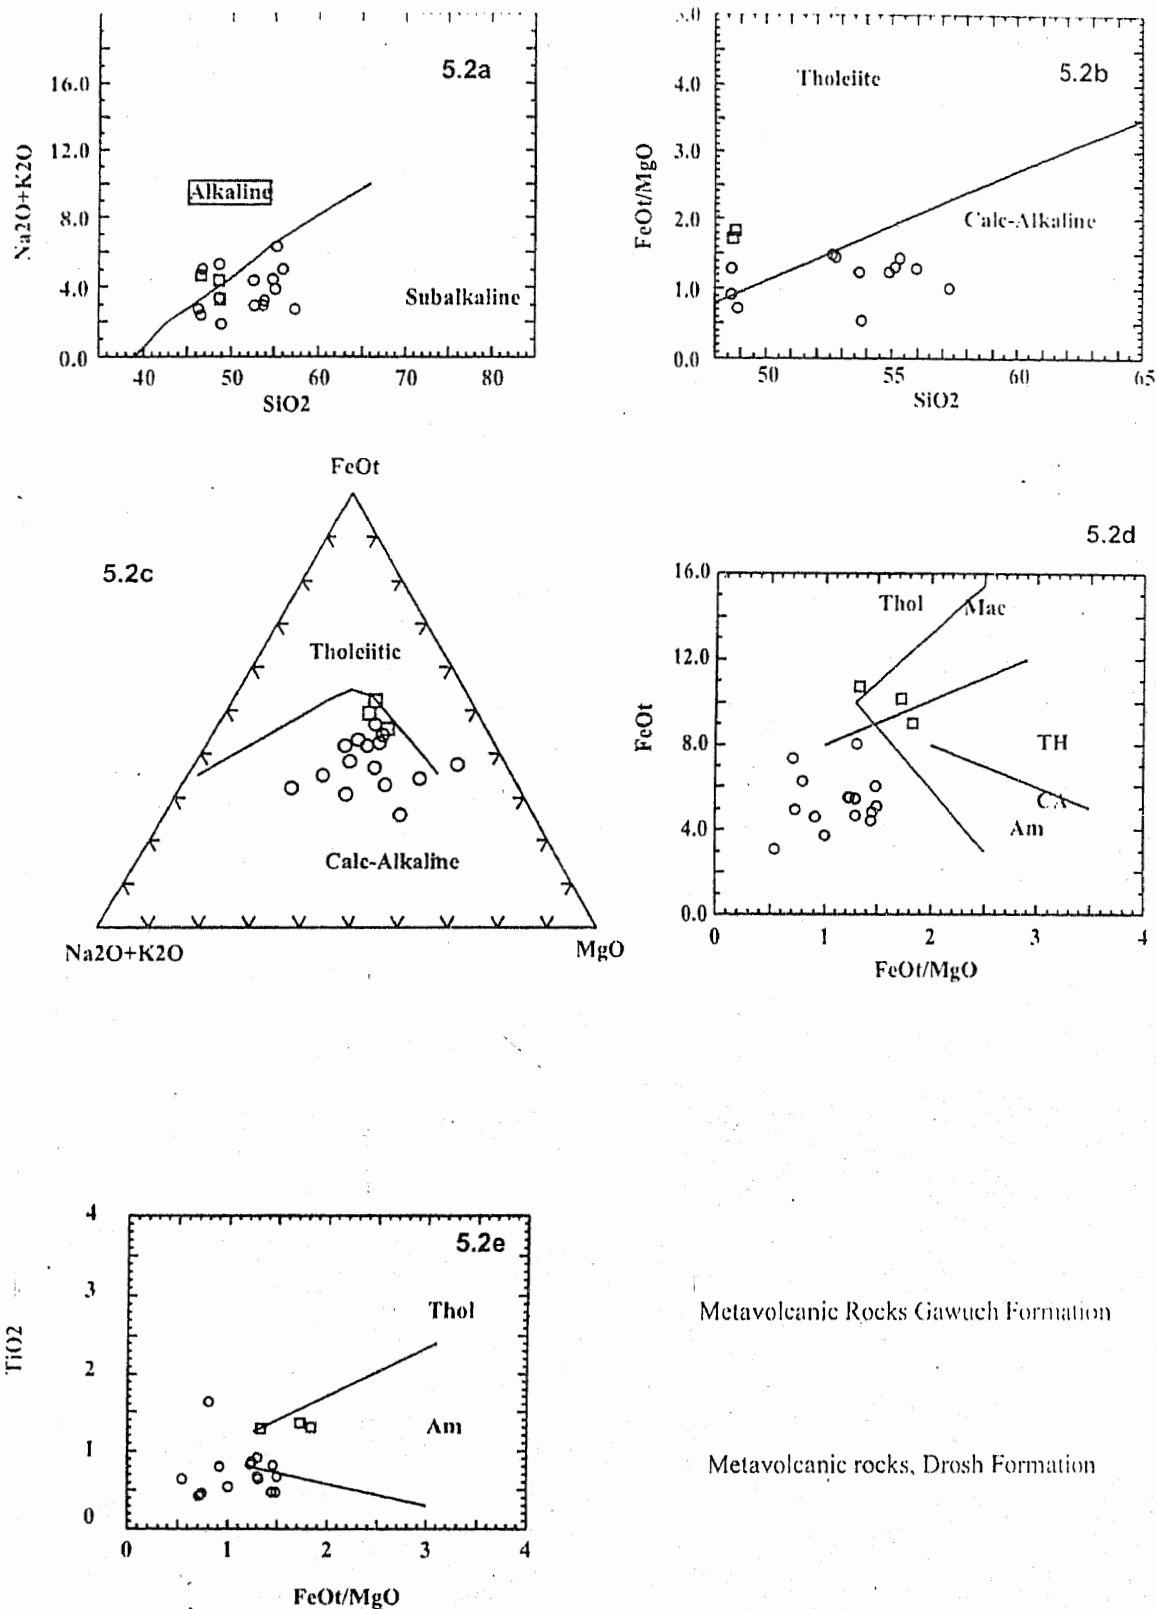 5.2a
16.0
12.0
8.0
4.0
0.0
Na2O+K2O
Alkaline
Subalkaline
40 50 60 70 80
SiO2
5.2b
5.0
4.0
3.0
2.0
1.0
0.0
FeOt/MgO
Tholeiite
Calc-Alkaline
50 55 60 65
SiO2
5.2c
FeOt
Tholeiitic
Calc-Alkaline
Na2O+K2O
MgO
5.2d
16.0
12.0
8.0
4.0
0.0
FeOt
Thol
Mac
TH
CA
Am
0 1 2 3 4
FeOt/MgO
5.2e
4
3
2
1
0
TiO2
Thol
Am
0 1 2 3 4
FeOt/MgO
Metavolcanic Rocks Gawuch Formation
Metavolcanic rocks, Drosh Formation